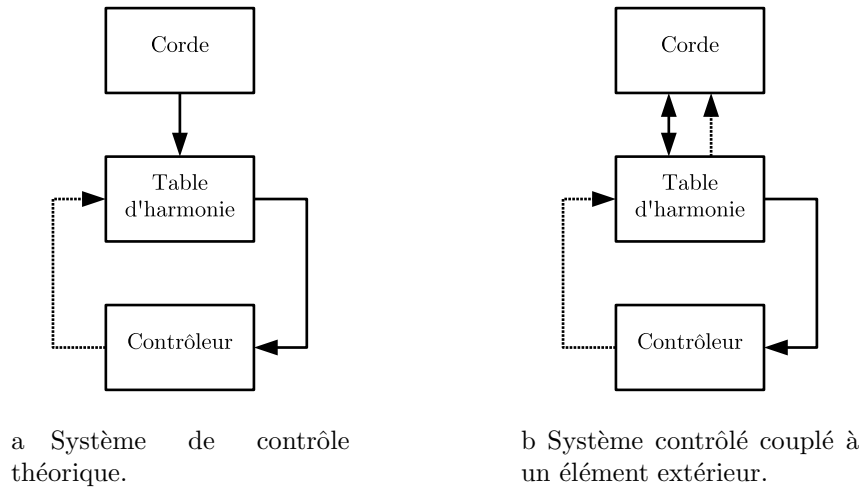 Corde
Table
d'harmonie
Contrôleur
a Système de contrôle
théorique.
Corde
Table
d'harmonie
Contrôleur
b Système contrôlé couplé à
un élément extérieur.